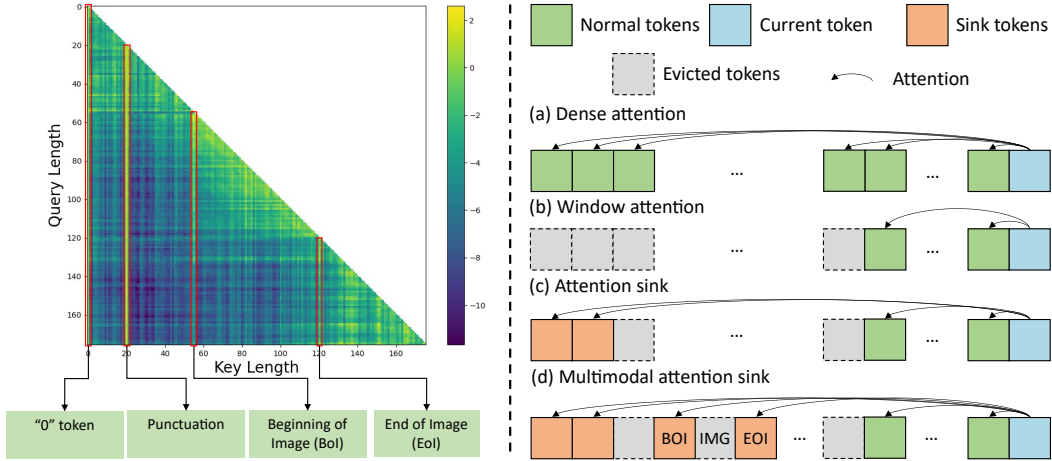 0
20
40
60
80
100
120
140
160
Query Length
0
20
40
60
80
100
120
140
160
Key Length
2
0
−2
−4
−6
−8
−10
"0" token
Punctuation
Beginning of
Image (BoI)
End of Image
(EoI)
Normal tokens
Current token
Sink tokens
Evicted tokens
Attention
(a) Dense attention
...
...
(b) Window attention
...
...
(c) Attention sink
...
...
(d) Multimodal attention sink
BOI
IMG
EOI
...
...